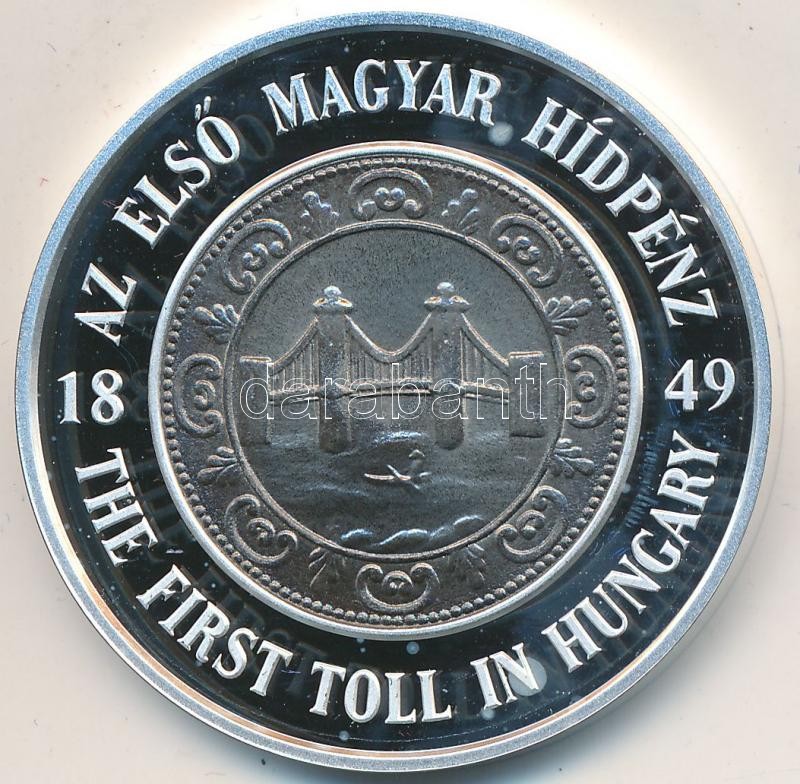 AZ ELSŐ MAGYAR HÍDPÉNZ
18 49
THE FIRST TOLL IN HUNGARY
darabanth.